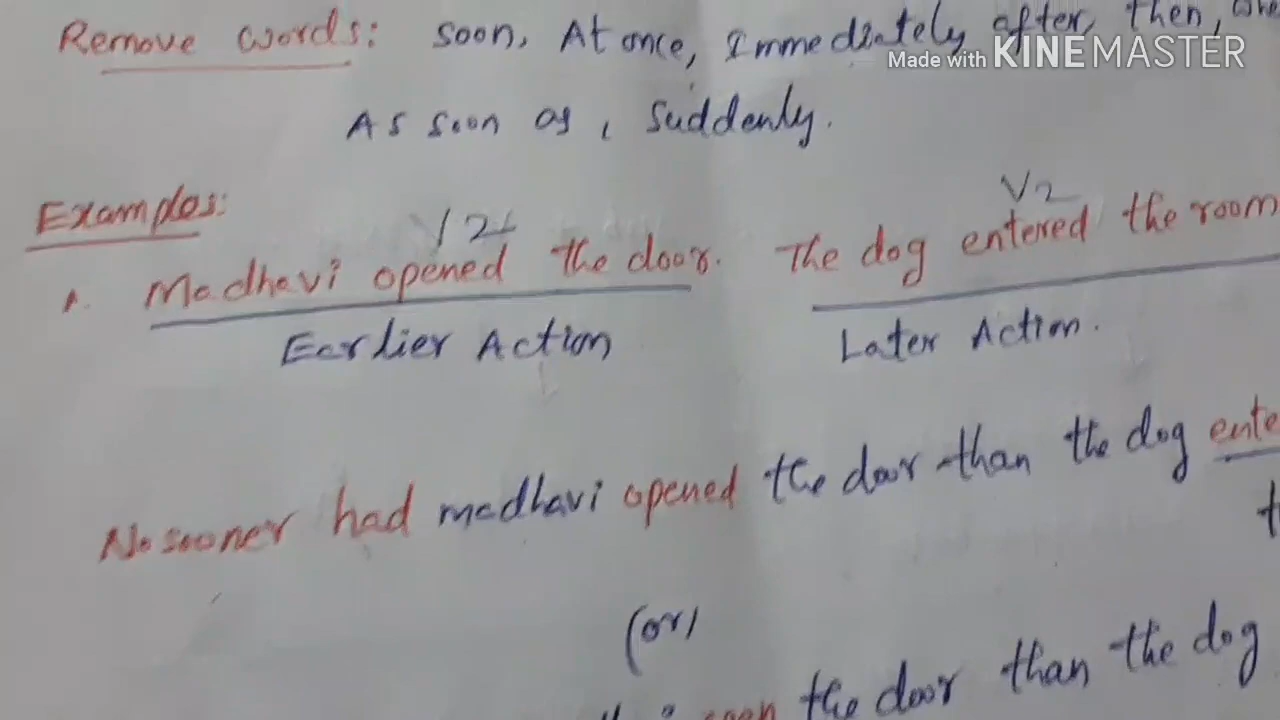 Remove words: soon, At once, Immediately after, then,
Made with KINEMASTER
As soon as, suddenly.
Examples:
V2 V2
1. Madhavi opened the door. The dog entered the room
Earlier Action Later Action.
No sooner had madhavi opened the door than the dog ente
t
(or)
the door than the dog